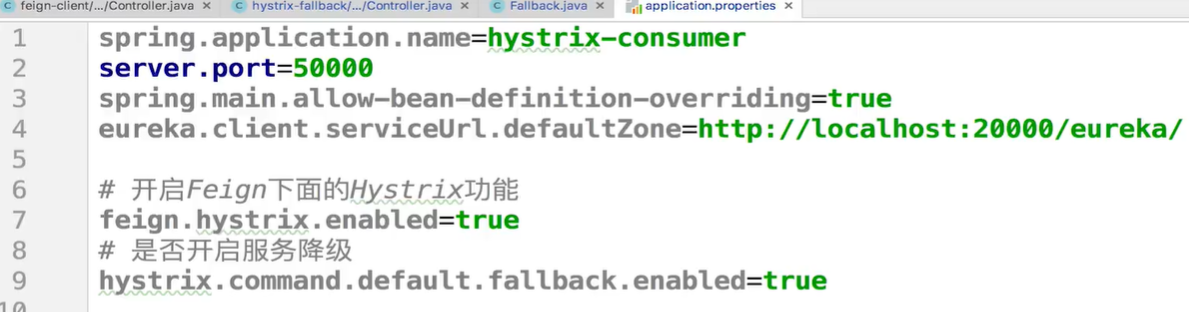 feign-client/.../Controller.java × hystrix-fallback/.../Controller.java × Fallback.java × application.properties ×
1 spring.application.name=hystrix-consumer
2 server.port=50000
3 spring.main.allow-bean-definition-overriding=true
4 eureka.client.serviceUrl.defaultZone=http://localhost:20000/eureka/
5
6 # 开启Feign下面的Hystrix功能
7 feign.hystrix.enabled=true
8 # 是否开启服务降级
9 hystrix.command.default.fallback.enabled=true
10